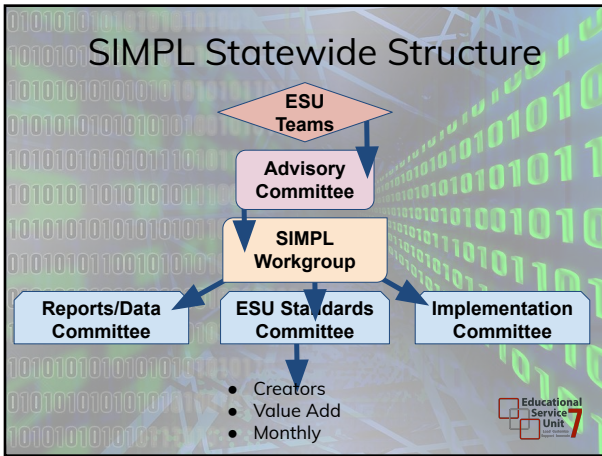 SIMPL Statewide Structure
ESU
Teams
Advisory
Committee
SIMPL
Workgroup
Reports/Data
Committee
ESU Standards
Committee
Implementation
Committee
● Creators
● Value Add
● Monthly
Educational
Service
Unit 7